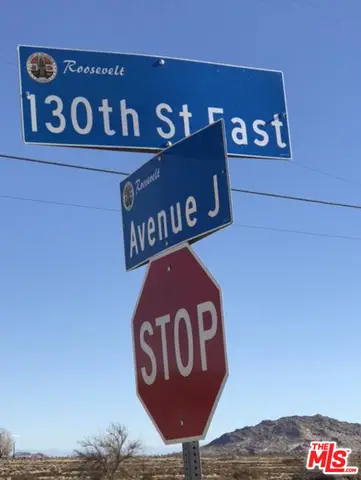 Roosevelt
130th St East
Roosevelt
Avenue J
STOP
THE
MLS